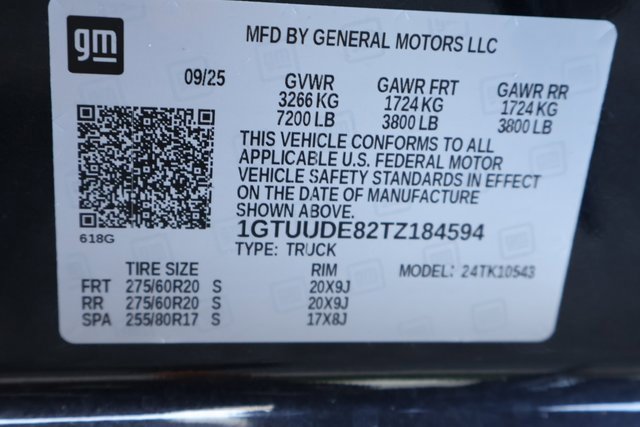 gm
MFD BY GENERAL MOTORS LLC
09/25 GVWR GAWR FRT GAWR RR
3266 KG 1724 KG 1724 KG
7200 LB 3800 LB 3800 LB
THIS VEHICLE CONFORMS TO ALL
APPLICABLE U.S. FEDERAL MOTOR
VEHICLE SAFETY STANDARDS IN EFFECT
ON THE DATE OF MANUFACTURE
SHOWN ABOVE.
618G
1GTUUDE82TZ184594
TYPE: TRUCK
TIRE SIZE RIM MODEL: 24TK10543
FRT 275/60R20 S 20X9J
RR 275/60R20 S 20X9J
SPA 255/80R17 S 17X8J